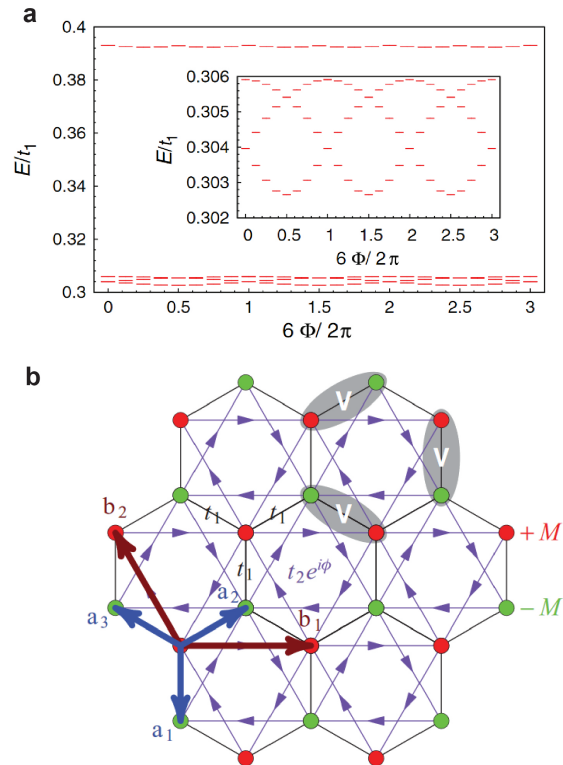 a
E/t₁
0.4
0.38
0.36
0.34
0.32
0.3
0 0.5 1 1.5 2 2.5 3
6 Φ/ 2π
E/t₁
0.306
0.305
0.304
0.303
0.302
0 0.5 1 1.5 2 2.5 3
6 Φ/ 2π
b
V
V
V
b₂
t₁ t₁
t₁
t₂e^{iϕ}
+M
−M
a₃
a₂
b₁
a₁